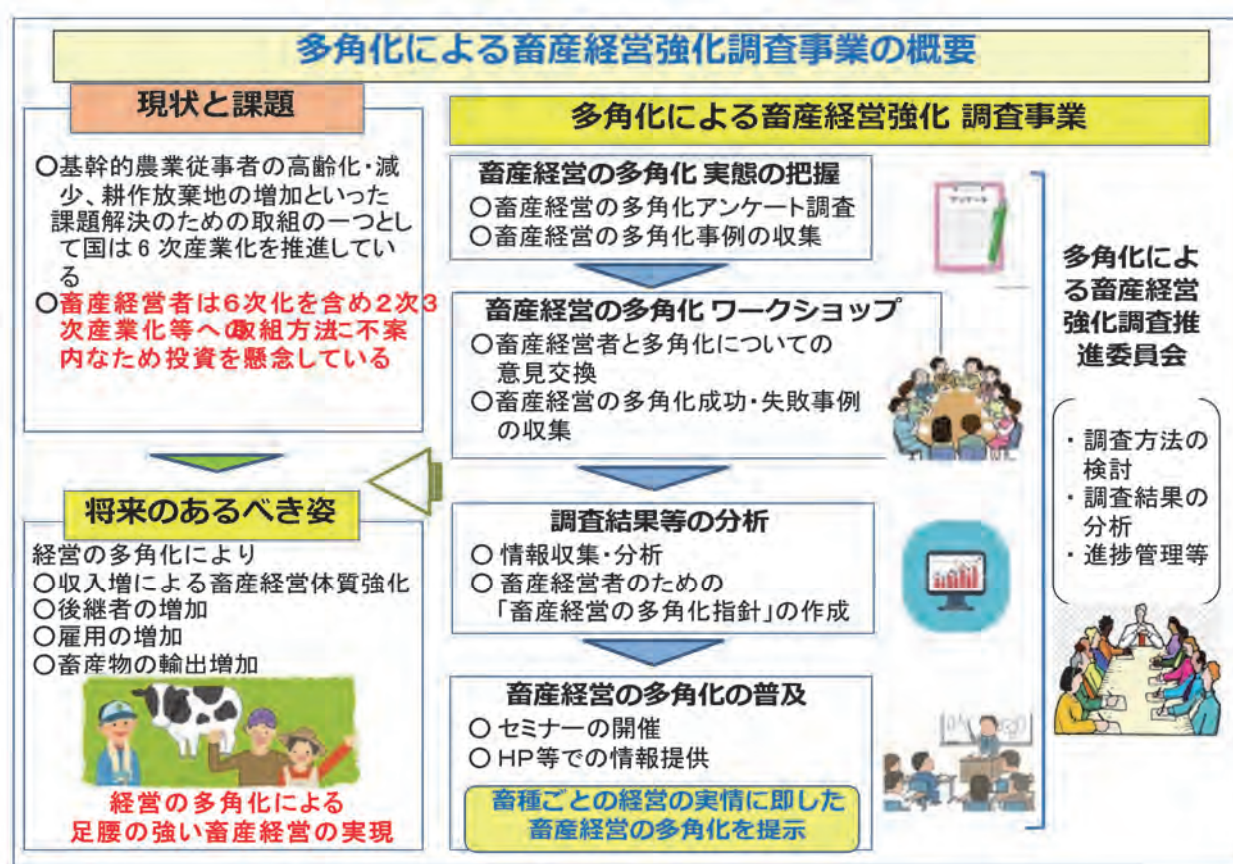 多角化による畜産経営強化調査事業の概要
現状と課題
〇基幹的農業従事者の高齢化・減
少、耕作放棄地の増加といった
課題解決のための取組の一つとし
て国は6次産業化を推進してい
る
〇畜産経営者は6次化を含め2次3
次産業化等への取組方法に不案
内なため投資を懸念している
将来のあるべき姿
経営の多角化により
〇収入増による畜産経営体質強化
〇後継者の増加
〇雇用の増加
〇畜産物の輸出増加
経営の多角化による
足腰の強い畜産経営の実現
多角化による畜産経営強化 調査事業
畜産経営の多角化 実態の把握
〇畜産経営の多角化アンケート調査
〇畜産経営の多角化事例の収集
アンケート
畜産経営の多角化 ワークショップ
〇畜産経営者と多角化についての
意見交換
〇畜産経営の多角化成功・失敗事例
の収集
調査結果等の分析
〇 情報収集・分析
〇 畜産経営者のための
「畜産経営の多角化指針」の作成
畜産経営の多角化の普及
〇 セミナーの開催
〇 HP等での情報提供
畜種ごとの経営の実情に即した
畜産経営の多角化を提示
多角化によ
る畜産経営
強化調査推
進委員会
・調査方法の
検討
・調査結果の
分析
・進捗管理等